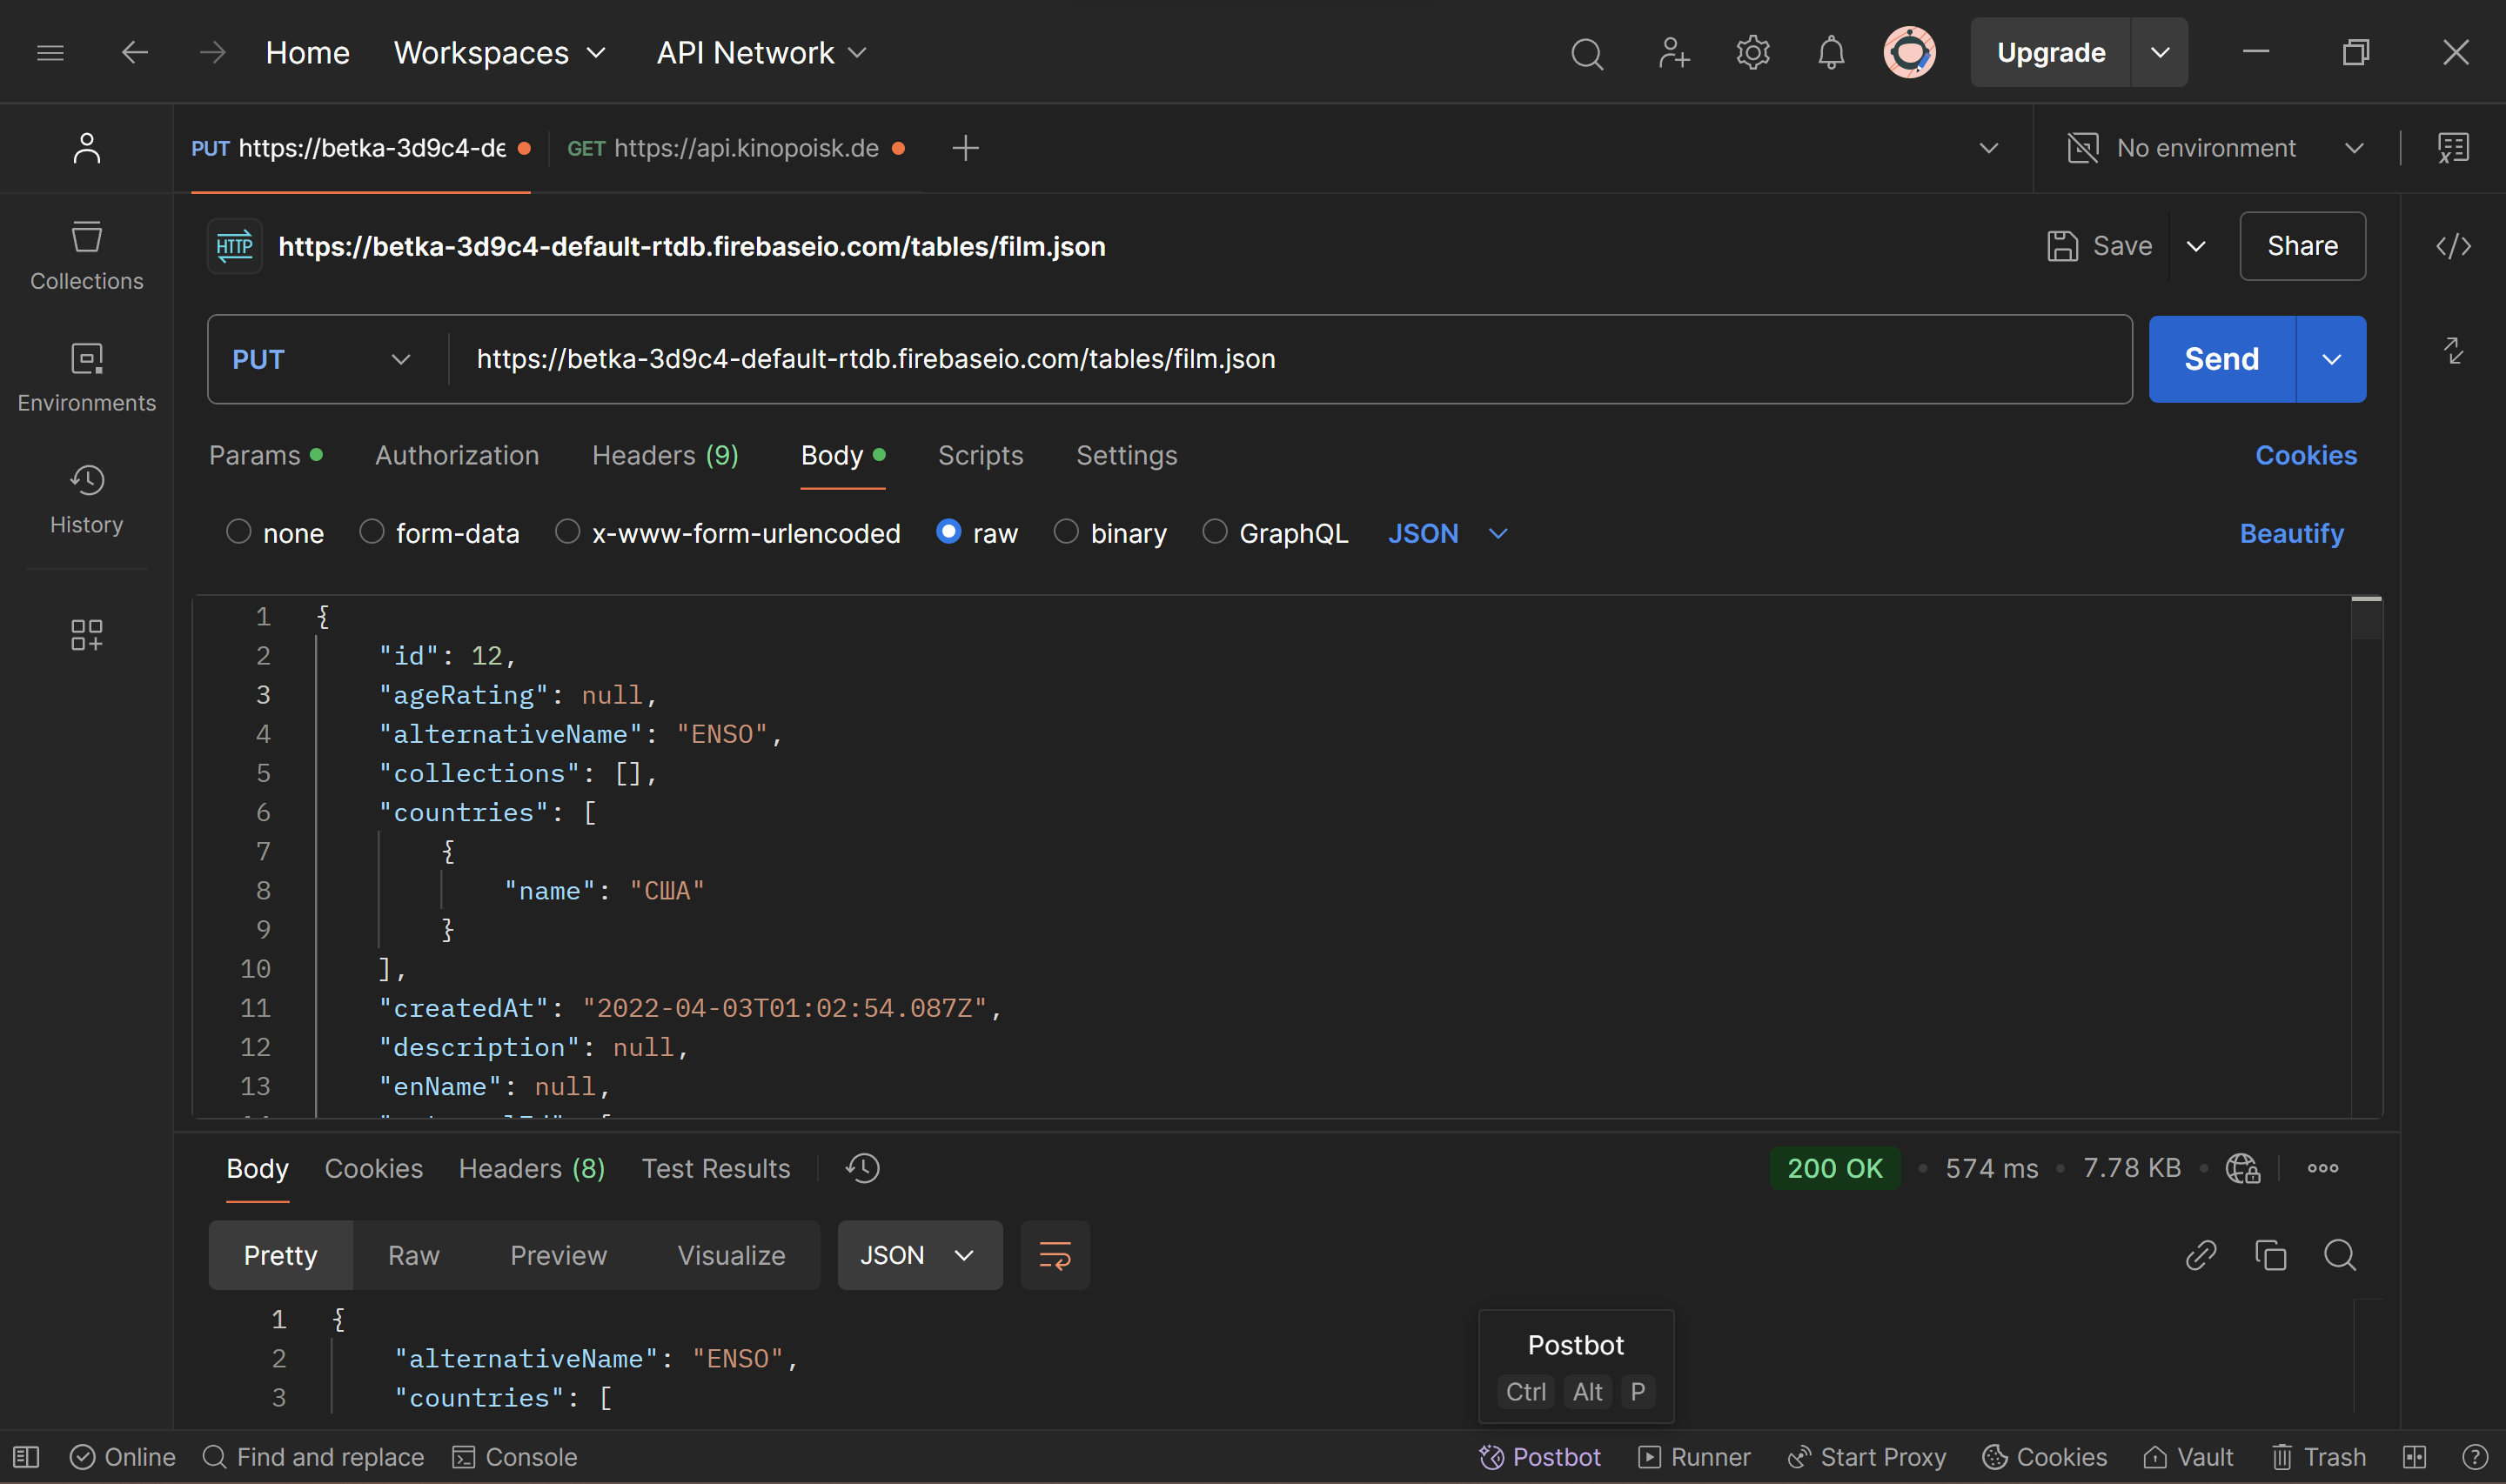 Home Workspaces API Network Upgrade
PUT https://betka-3d9c4-de GET https://api.kinopoisk.de No environment
HTTP https://betka-3d9c4-default-rtdb.firebaseio.com/tables/film.json Save Share
PUT https://betka-3d9c4-default-rtdb.firebaseio.com/tables/film.json Send
Collections
Environments
History
Params Authorization Headers (9) Body Scripts Settings Cookies
none form-data x-www-form-urlencoded raw binary GraphQL JSON Beautify
1 {
2 "id": 12,
3 "ageRating": null,
4 "alternativeName": "ENSO",
5 "collections": [],
6 "countries": [
7 {
8 "name": "США"
9 }
10 ],
11 "createdAt": "2022-04-03T01:02:54.087Z",
12 "description": null,
13 "enName": null,
Body Cookies Headers (8) Test Results 200 OK • 574 ms • 7.78 KB
Pretty Raw Preview Visualize JSON
1 {
2 "alternativeName": "ENSO",
3 "countries": [
Postbot
Ctrl Alt P
Online Find and replace Console Postbot Runner Start Proxy Cookies Vault Trash